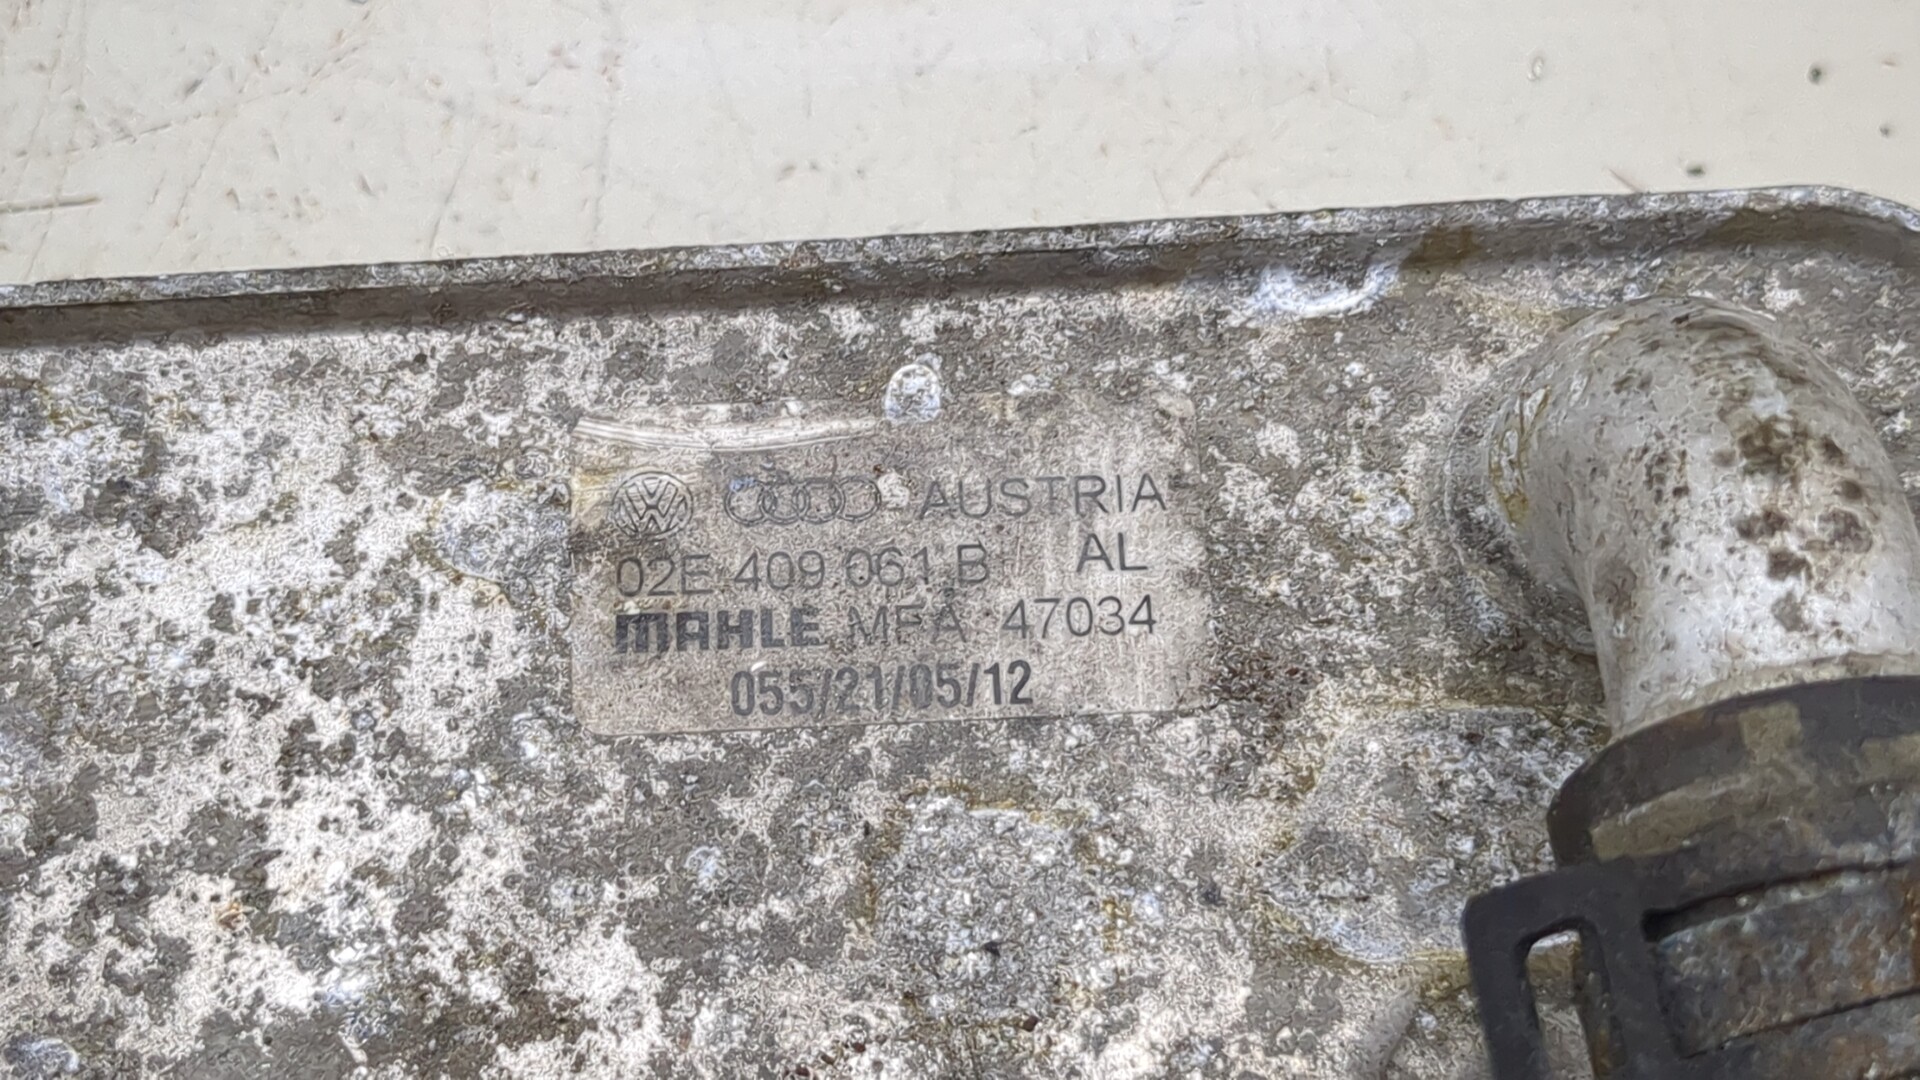 AUSTRIA
02E 409 061 B AL
MAHLE MFA 47034
055/21/05/12